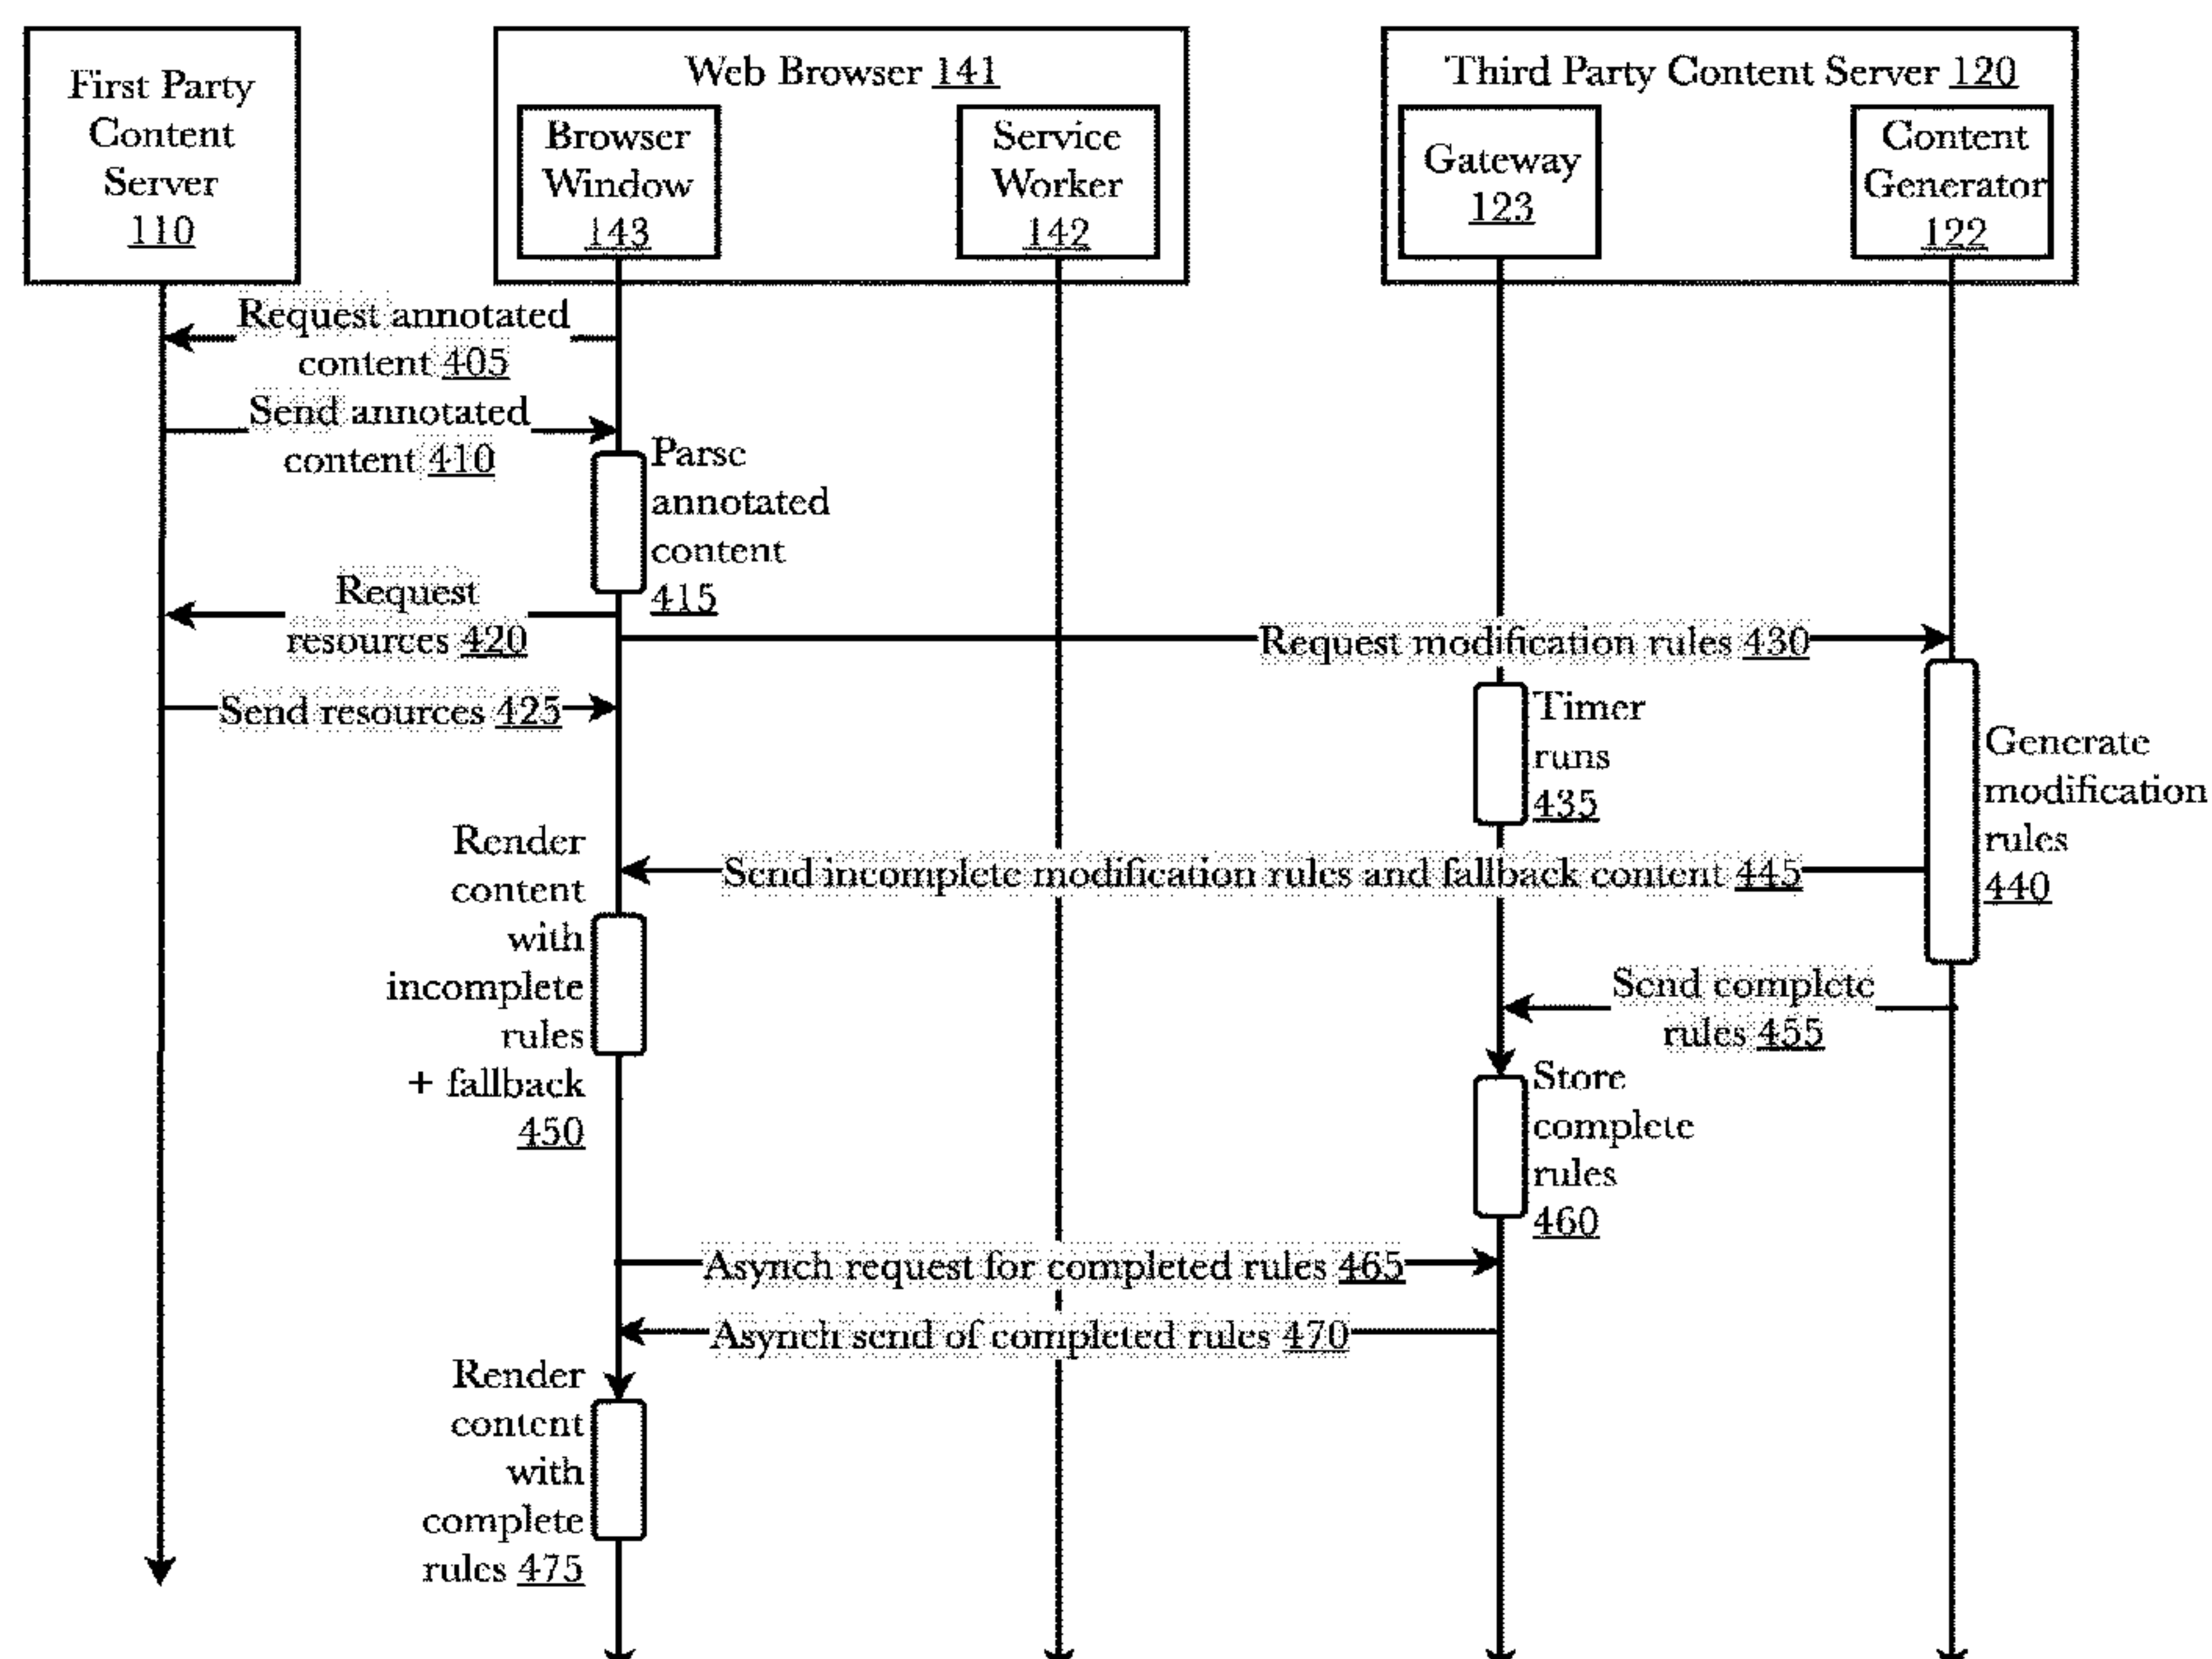 First Party
Content
Server
110
Web Browser 141
Browser
Window
143
Service
Worker
142
Third Party Content Server 120
Gateway
123
Content
Generator
122
Request annotated
content 405
Send annotated
content 410
Parse
annotated
content
415
Request
resources 420
Request modification rules 430
Send resources 425
Timer
runs
435
Generate
modification
rules
440
Send incomplete modification rules and fallback content 445
Render
content
with
incomplete
rules
+ fallback
450
Send complete
rules 455
Store
complete
rules
460
Asynch request for completed rules 465
Asynch send of completed rules 470
Render
content
with
complete
rules 475